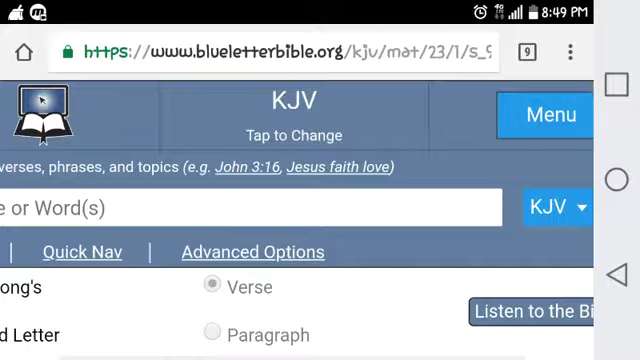 8:49 PM
https://www.blueletterbible.org/kjv/mat/23/1/s_9
9
KJV
Tap to Change
Menu
verses, phrases, and topics (e.g. John 3:16, Jesus faith love)
e or Word(s)
KJV
Quick Nav
Advanced Options
ong's
Verse
Listen to the Bi
d Letter
Paragraph